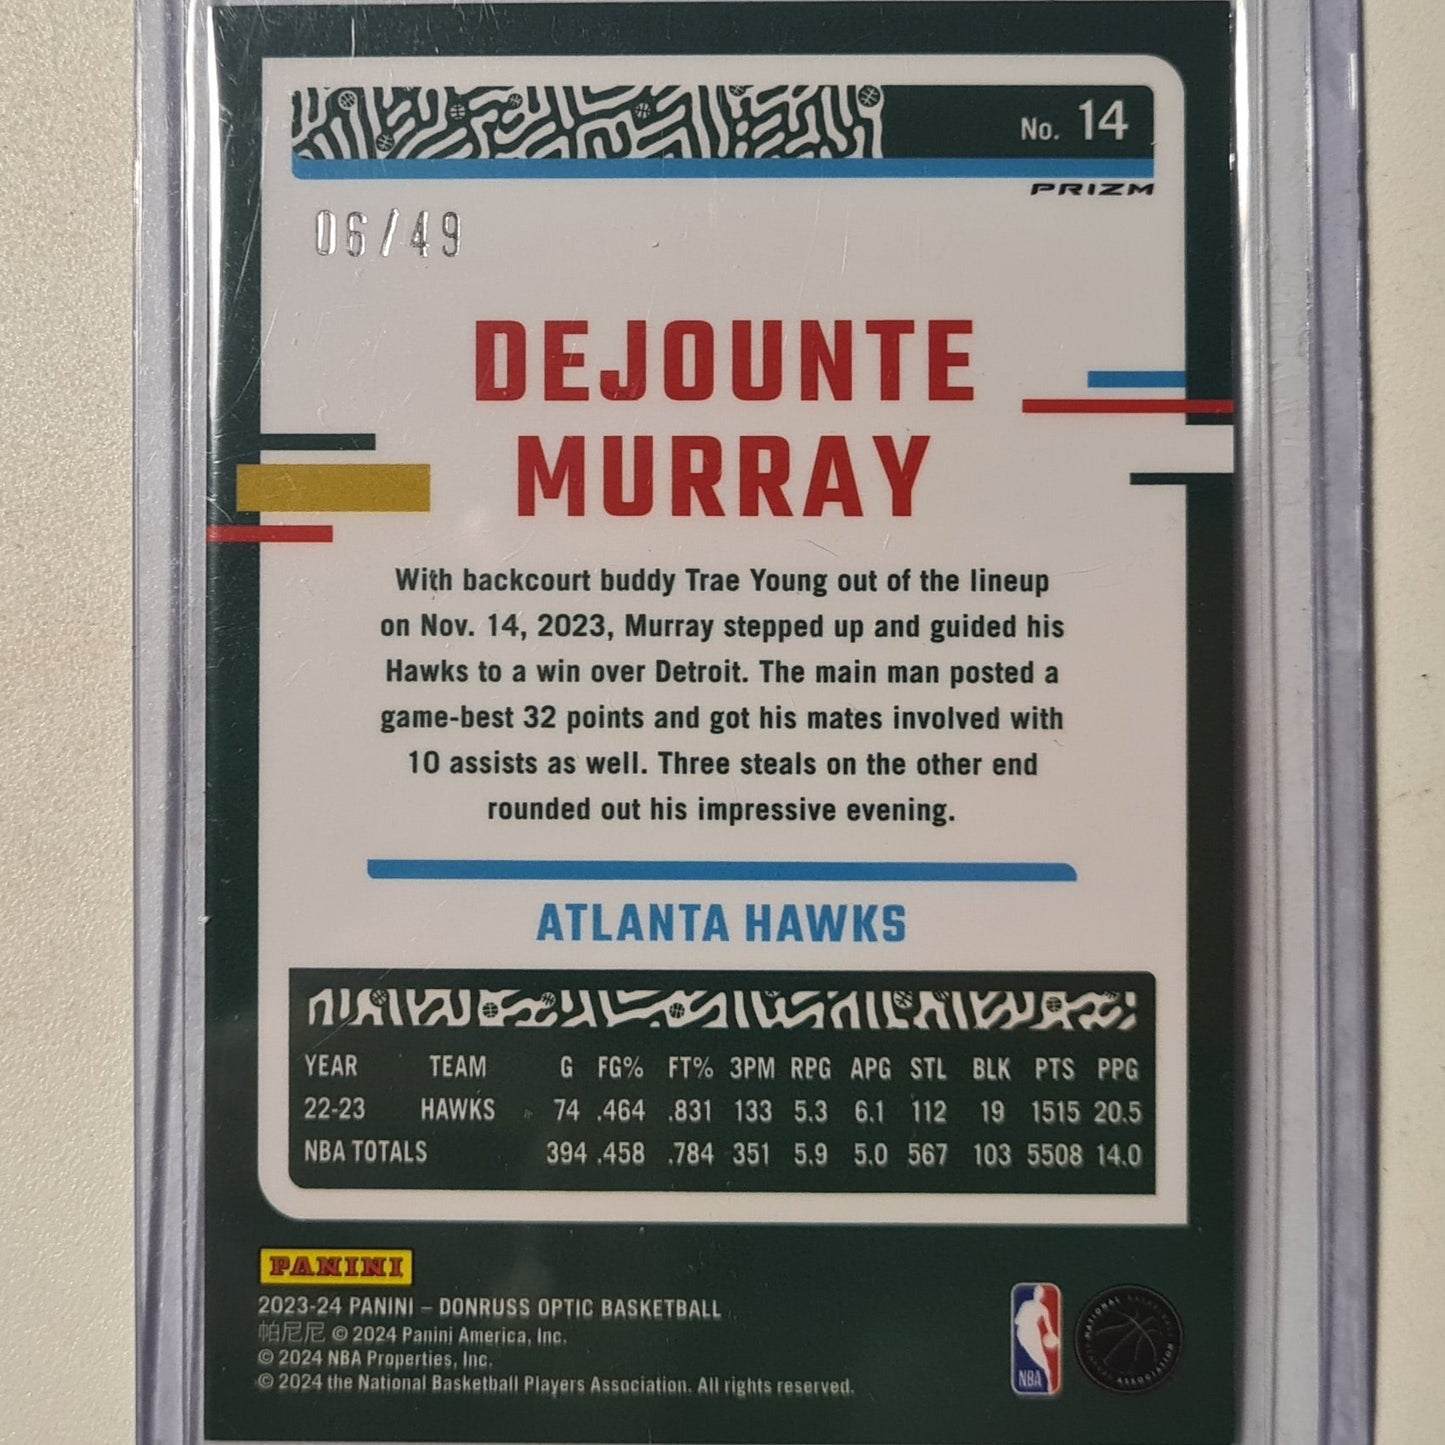 No. 14
PRIZM
06/49
DEJOUNTE
MURRAY
With backcourt buddy Trae Young out of the lineup
on Nov. 14, 2023, Murray stepped up and guided his
Hawks to a win over Detroit. The main man posted a
game-best 32 points and got his mates involved with
10 assists as well. Three steals on the other end
rounded out his impressive evening.
ATLANTA HAWKS
YEAR TEAM G FG% FT% 3PM RPG APG STL BLK PTS PPG
22-23 HAWKS 74 .464 .831 133 5.3 6.1 112 19 1515 20.5
NBA TOTALS 394 .458 .784 351 5.9 5.0 567 103 5508 14.0
PANINI
2023-24 PANINI – DONRUSS OPTIC BASKETBALL
帕尼尼 © 2024 Panini America, Inc.
© 2024 NBA Properties, Inc.
© 2024 the National Basketball Players Association. All rights reserved.
NBA